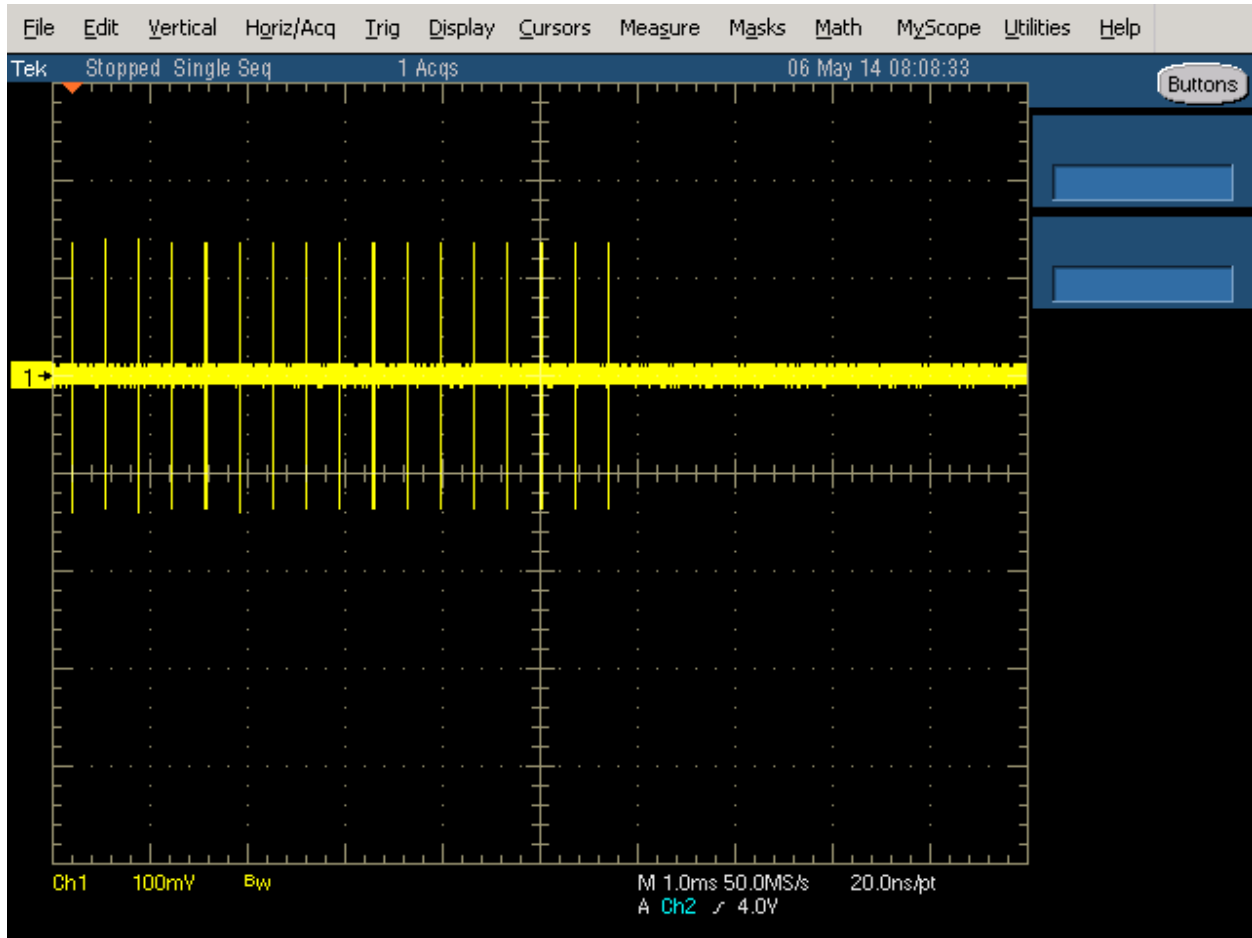 File Edit Vertical Horiz/Acq Trig Display Cursors Measure Masks Math MyScope Utilities Help
Tek Stopped Single Seq 1 Acqs 06 May 14 08:08:33 Buttons
1
Ch1 100mV Bw M 1.0ms 50.0MS/s 20.0ns/pt
A Ch2 4.0V